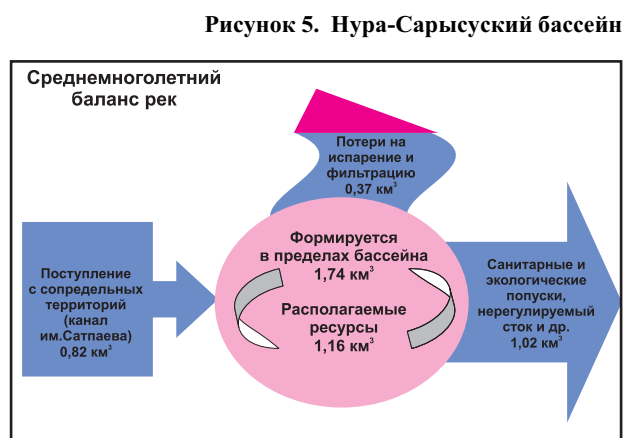 Рисунок 5. Нура-Сарысуский бассейн
Среднемноголетний
баланс рек
Потери на
испарение и
фильтрацию
0,37 км³
Формируется
в пределах бассейна
1,74 км³
Располагаемые
ресурсы
1,16 км³
Поступление
с сопредельных
территорий
(канал
им.Сатпаева)
0,82 км³
Санитарные и
экологические
попуски,
нерегулируемый
сток и др.
1,02 км³